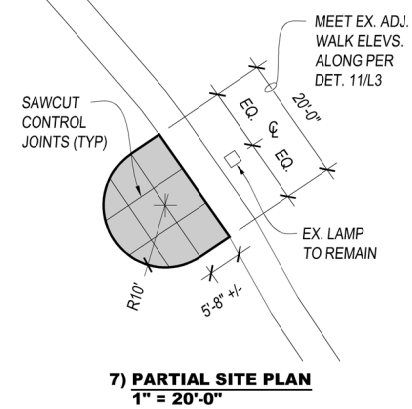 MEET EX. ADJ.
WALK ELEVS.
ALONG PER
DET. 11/L3
SAWCUT
CONTROL
JOINTS (TYP)
20'-0"
EQ.
℄
EQ.
EX. LAMP
TO REMAIN
R10'
5'-8" +/-
7) PARTIAL SITE PLAN
1" = 20'-0"